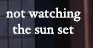 not watching
the sun set